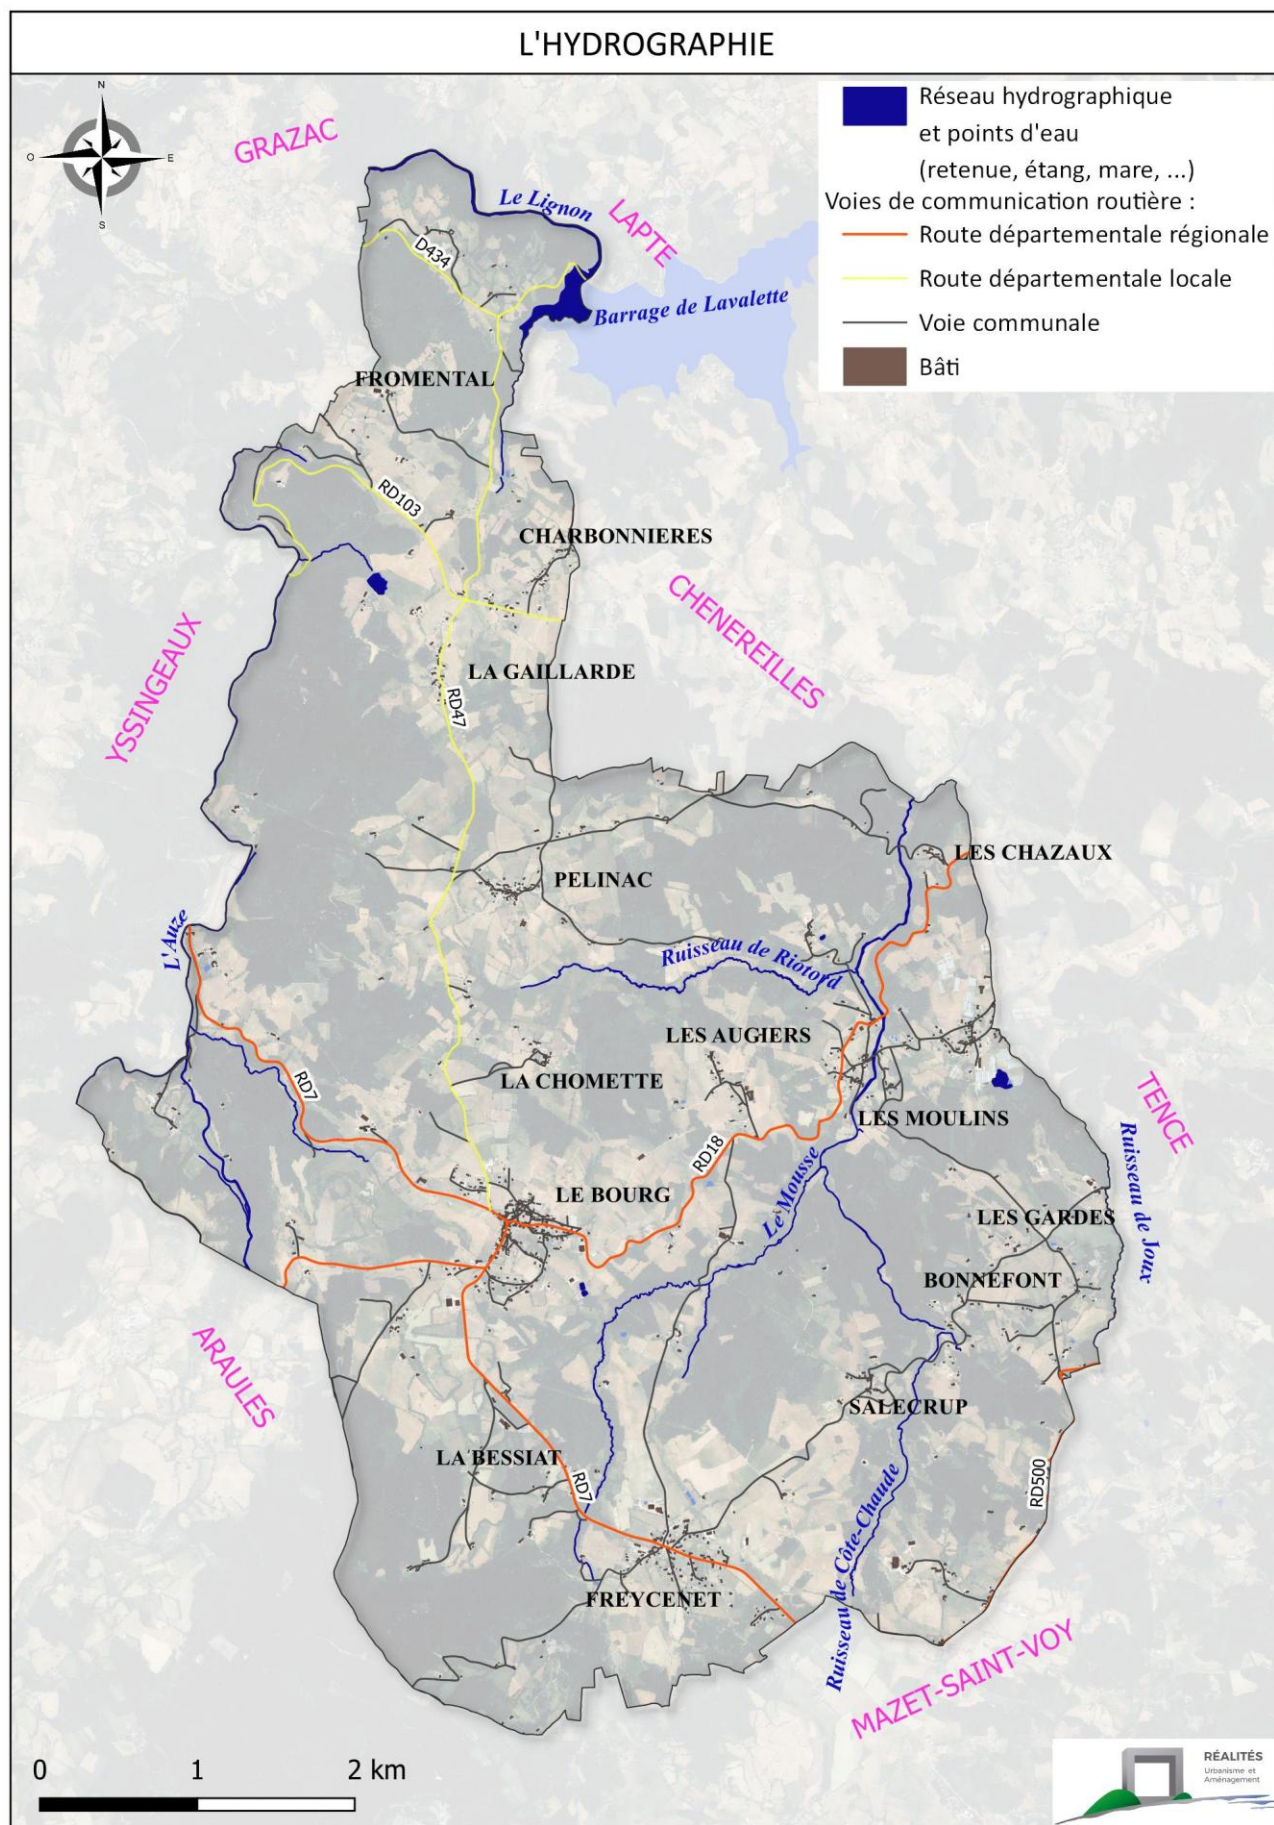 L'HYDROGRAPHIE
N
O
E
S
Réseau hydrographique
et points d'eau
(retenue, étang, mare, ...)
Voies de communication routière :
Route départementale régionale
Route départementale locale
Voie communale
Bâti
GRAZAC
Le Lignon
LAPTE
D434
Barrage de Lavalette
FROMENTAL
RD103
CHARBONNIERES
CHENEREILLES
YSSINGEAUX
LA GAILLARDE
RD47
LES CHAZAUX
PELINAC
L'Auze
Ruisseau de Riotord
LES AUGIERS
LA CHOMETTE
RD7
LES MOULINS
TENCE
Ruisseau de Joux
RD18
Le Mousse
LE BOURG
LES GARDES
BONNEFONT
ARAULES
SALECRUP
LA BESSIAT
RD7
RD500
Ruisseau de Côte-Chaude
FREYCENET
MAZET-SAINT-VOY
0 1 2 km
RÉALITÉS
Urbanisme et
Aménagement